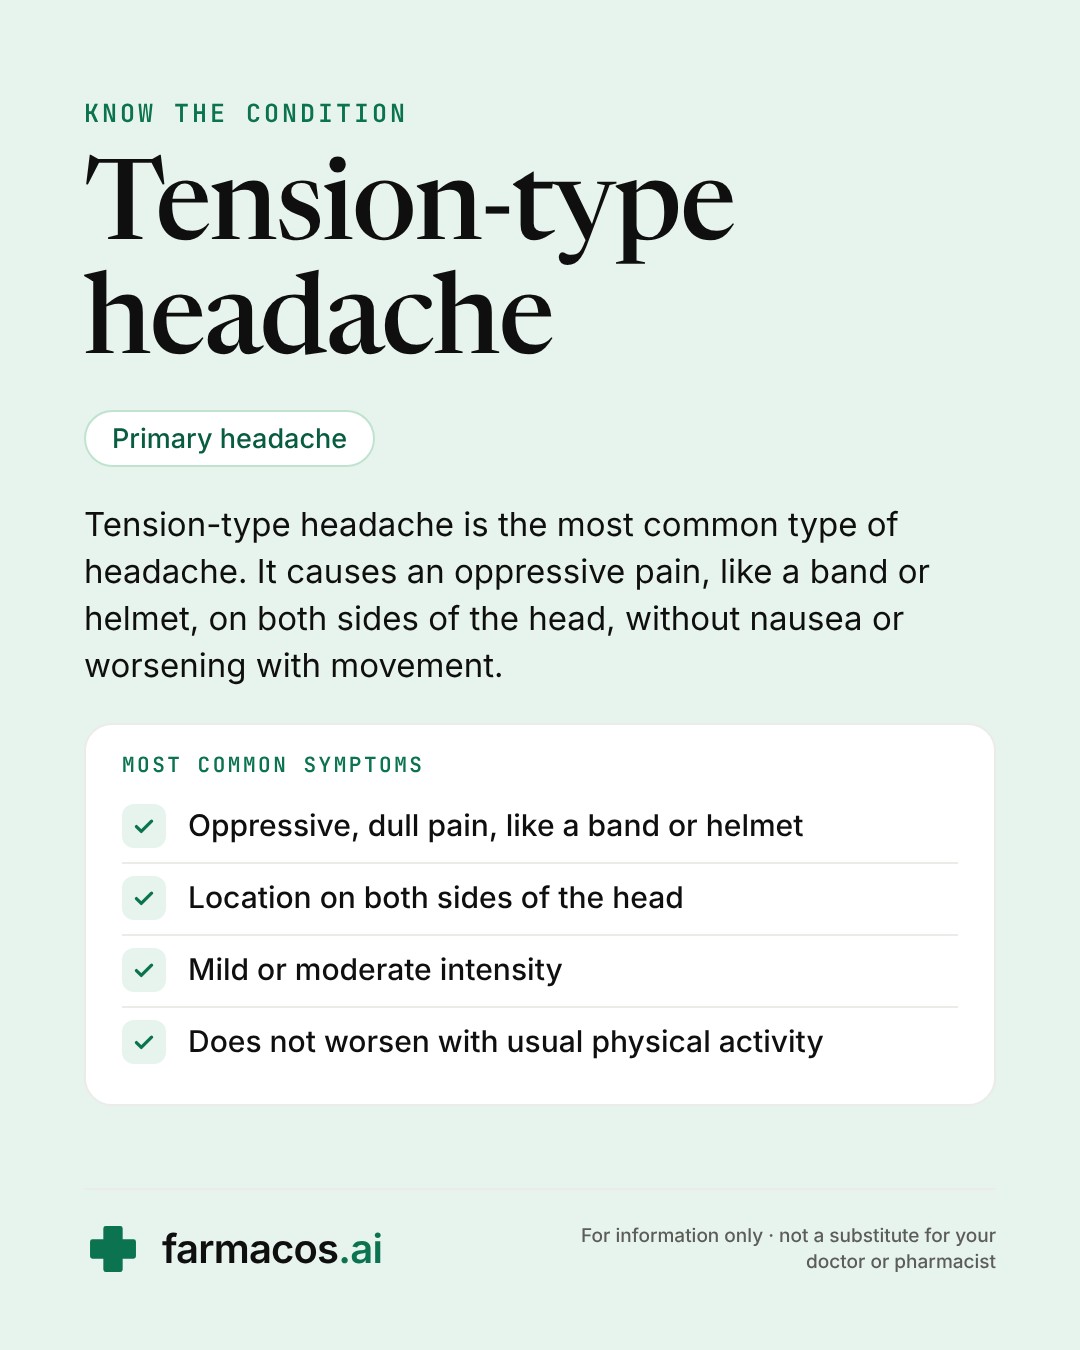 KNOW THE CONDITION
Tension-type
headache
Primary headache
Tension-type headache is the most common type of
headache. It causes an oppressive pain, like a band or
helmet, on both sides of the head, without nausea or
worsening with movement.
MOST COMMON SYMPTOMS
Oppressive, dull pain, like a band or helmet
Location on both sides of the head
Mild or moderate intensity
Does not worsen with usual physical activity
farmacos.ai
For information only · not a substitute for your
doctor or pharmacist